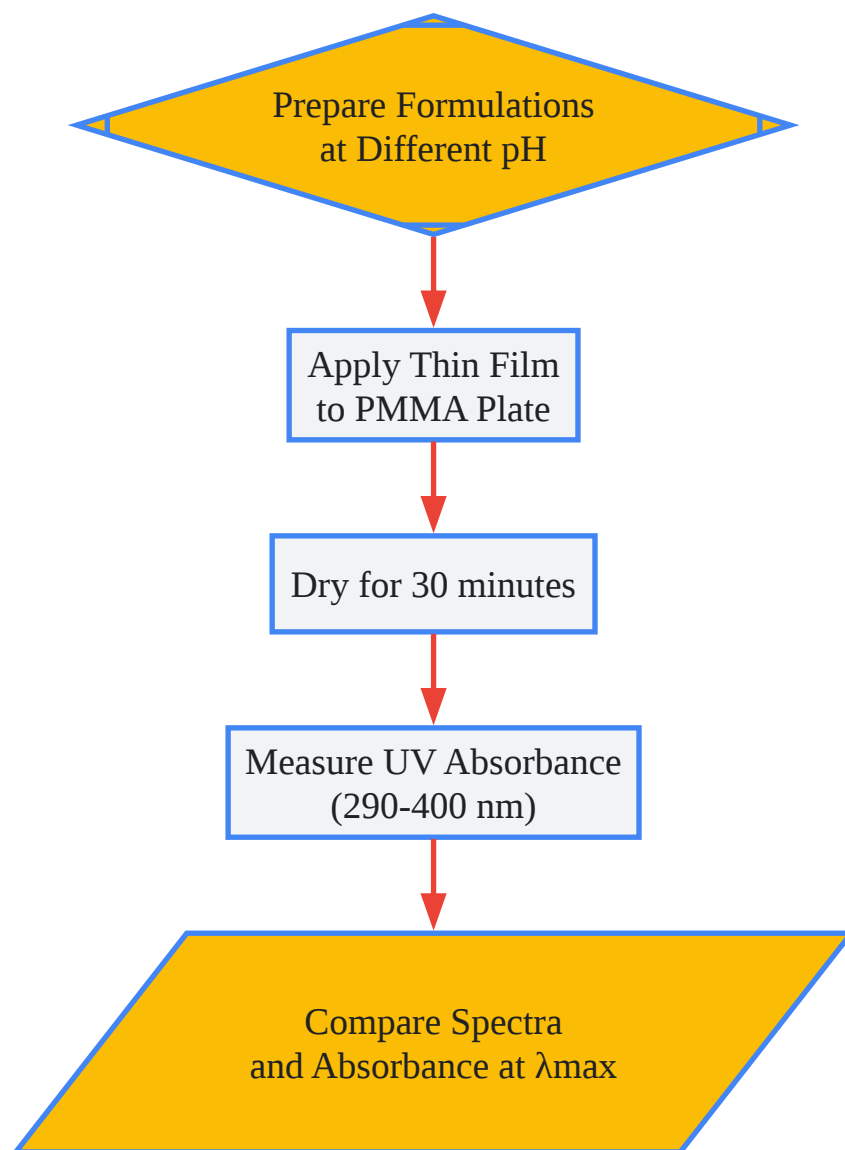 Prepare Formulations
at Different pH
Apply Thin Film
to PMMA Plate
Dry for 30 minutes
Measure UV Absorbance
(290-400 nm)
Compare Spectra
and Absorbance at λmax